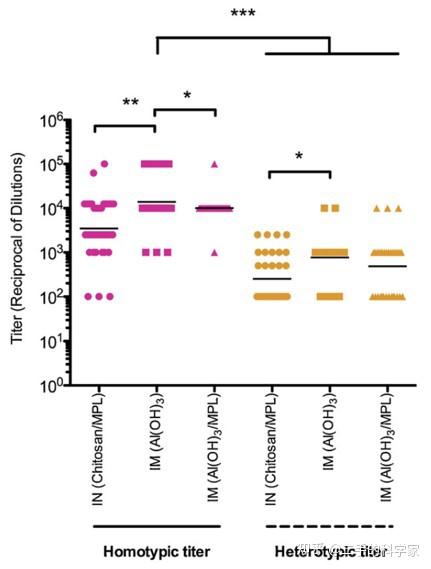 ***
**
*
*
Titer (Reciprocal of Dilutions)
10⁶
10⁵
10⁴
10³
10²
10¹
10⁰
IN (Chitosan/MPL)
IM (Al(OH)₃)
IM (Al(OH)₃/MPL)
IN (Chitosan/MPL)
IM (Al(OH)₃)
IM (Al(OH)₃/MPL)
Homotypic titer
Heterotypic titer